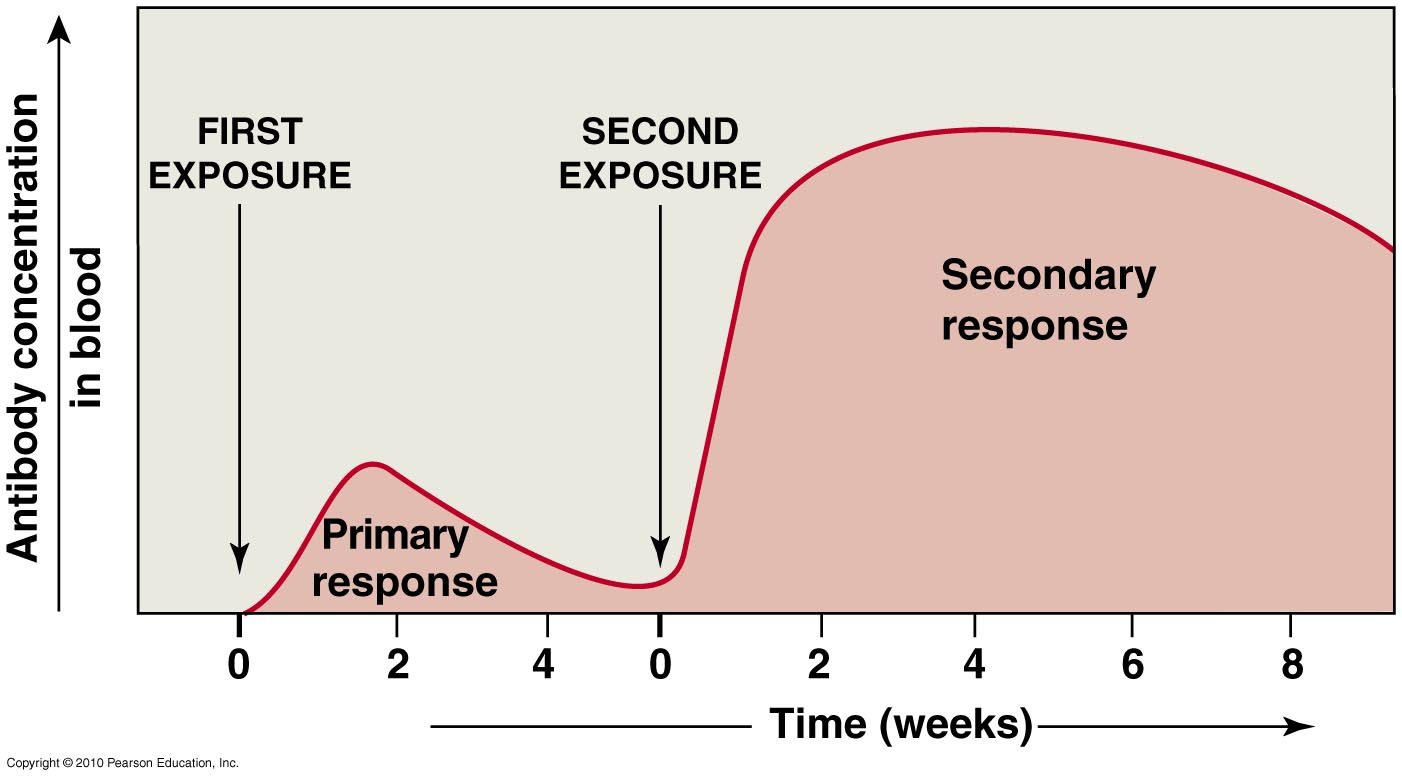 Antibody concentration
in blood
FIRST
EXPOSURE
SECOND
EXPOSURE
Primary
response
Secondary
response
0 2 4 0 2 4 6 8
Time (weeks)
Copyright © 2010 Pearson Education, Inc.